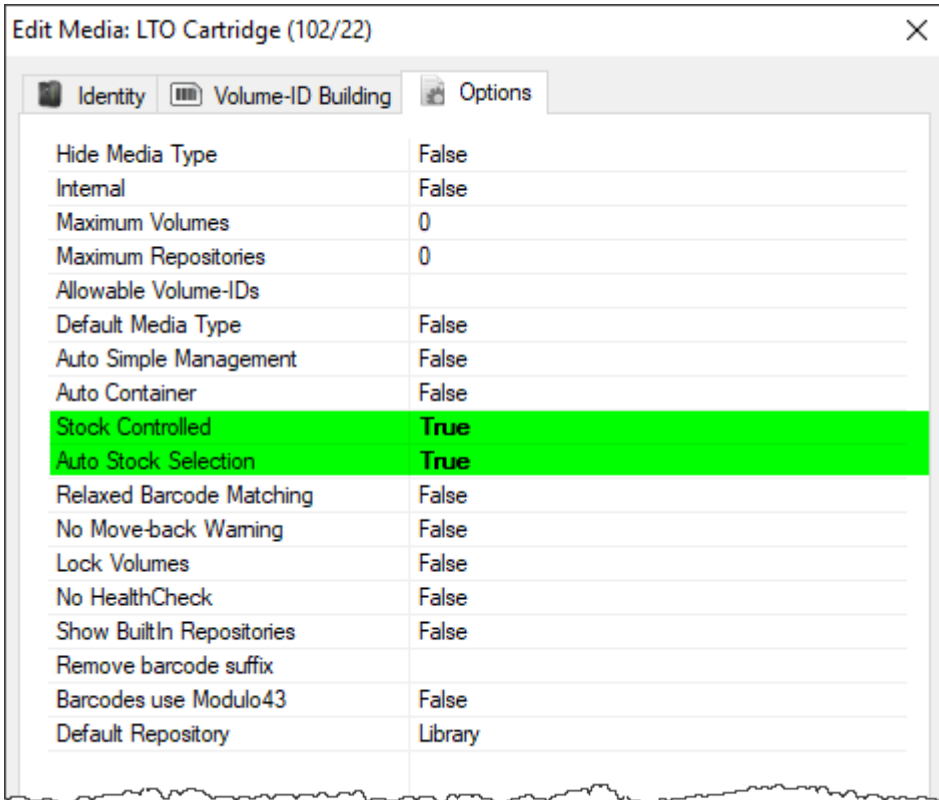 Edit Media: LTO Cartridge (102/22)
Identity Volume-ID Building Options
Hide Media Type False
Internal False
Maximum Volumes 0
Maximum Repositories 0
Allowable Volume-IDs
Default Media Type False
Auto Simple Management False
Auto Container False
Stock Controlled True
Auto Stock Selection True
Relaxed Barcode Matching False
No Move-back Warning False
Lock Volumes False
No HealthCheck False
Show BuiltIn Repositories False
Remove barcode suffix
Barcodes use Modulo43 False
Default Repository Library